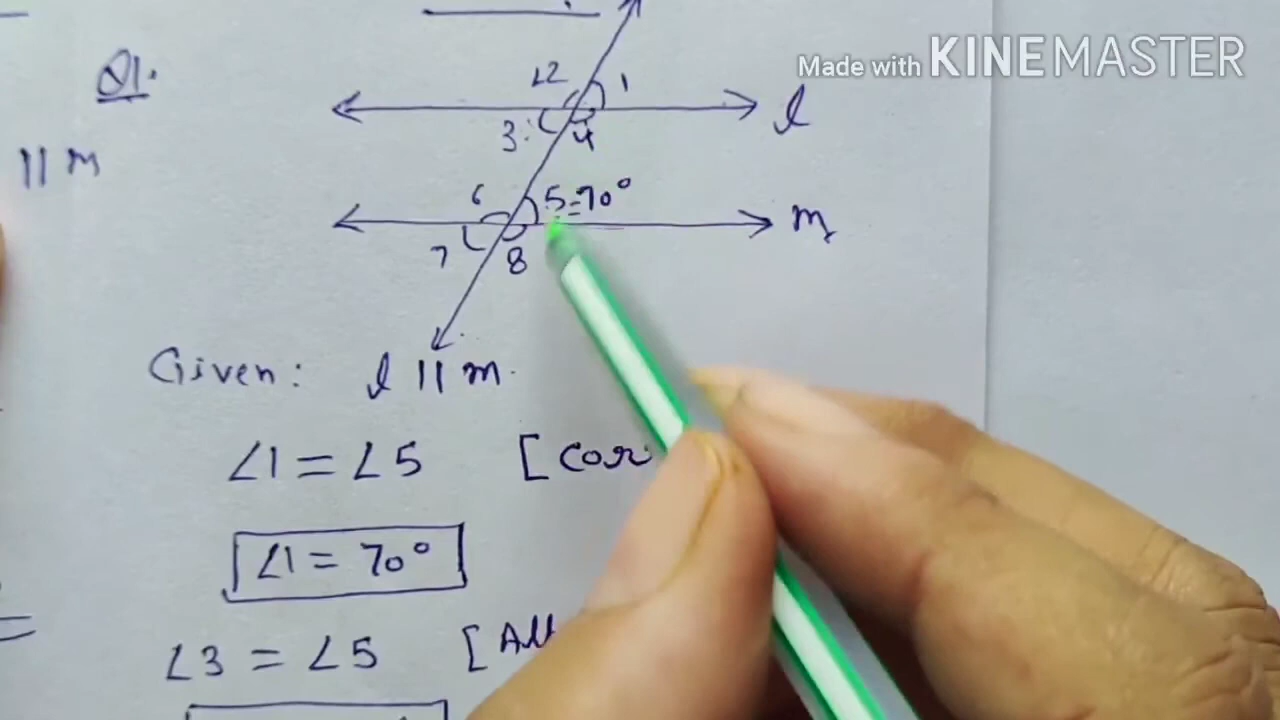 Made with KINEMASTER
Q1.
∠2 1
l
3 4
|| m
6 5=70°
m
7 8
Given: l || m.
∠1 = ∠5 [Cor
∠1 = 70°
=
∠3 = ∠5 [Alt